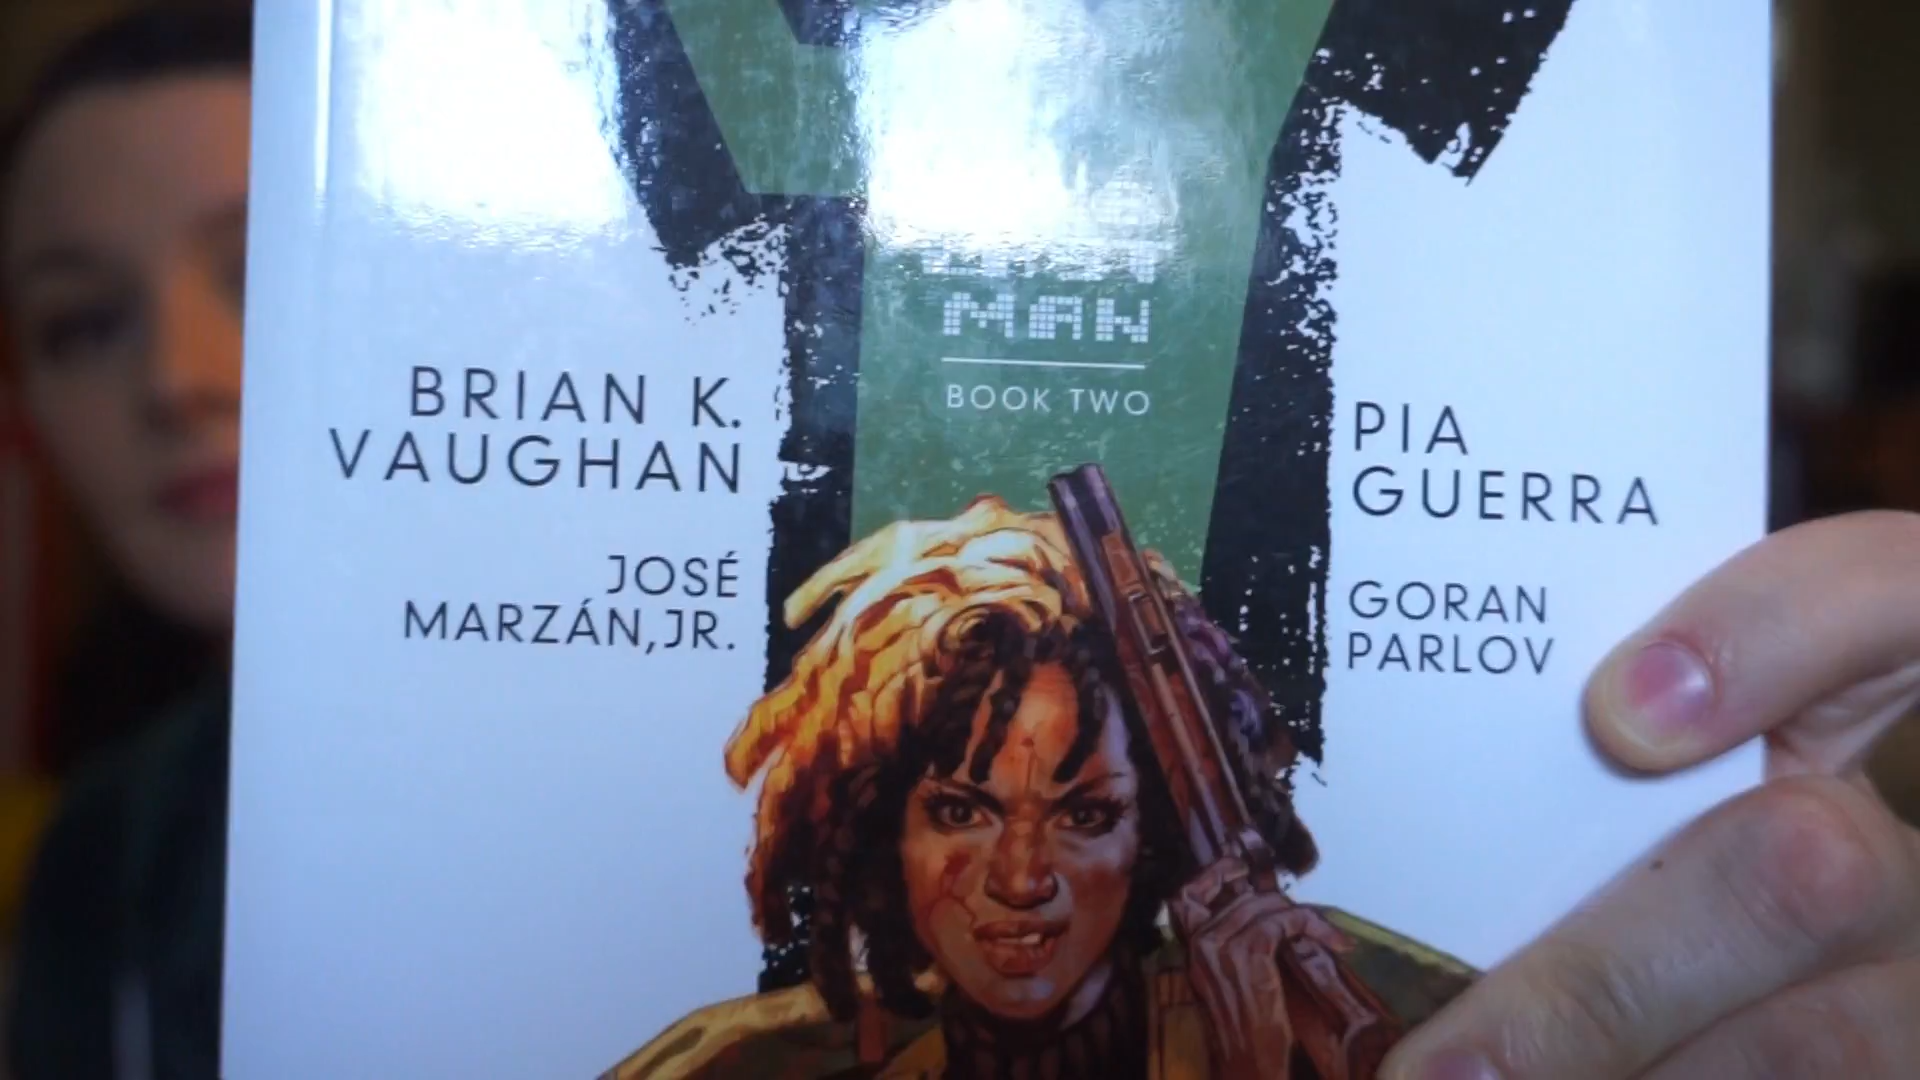 MAN
BOOK TWO
BRIAN K.
VAUGHAN
JOSÉ
MARZÁN, JR.
PIA
GUERRA
GORAN
PARLOV